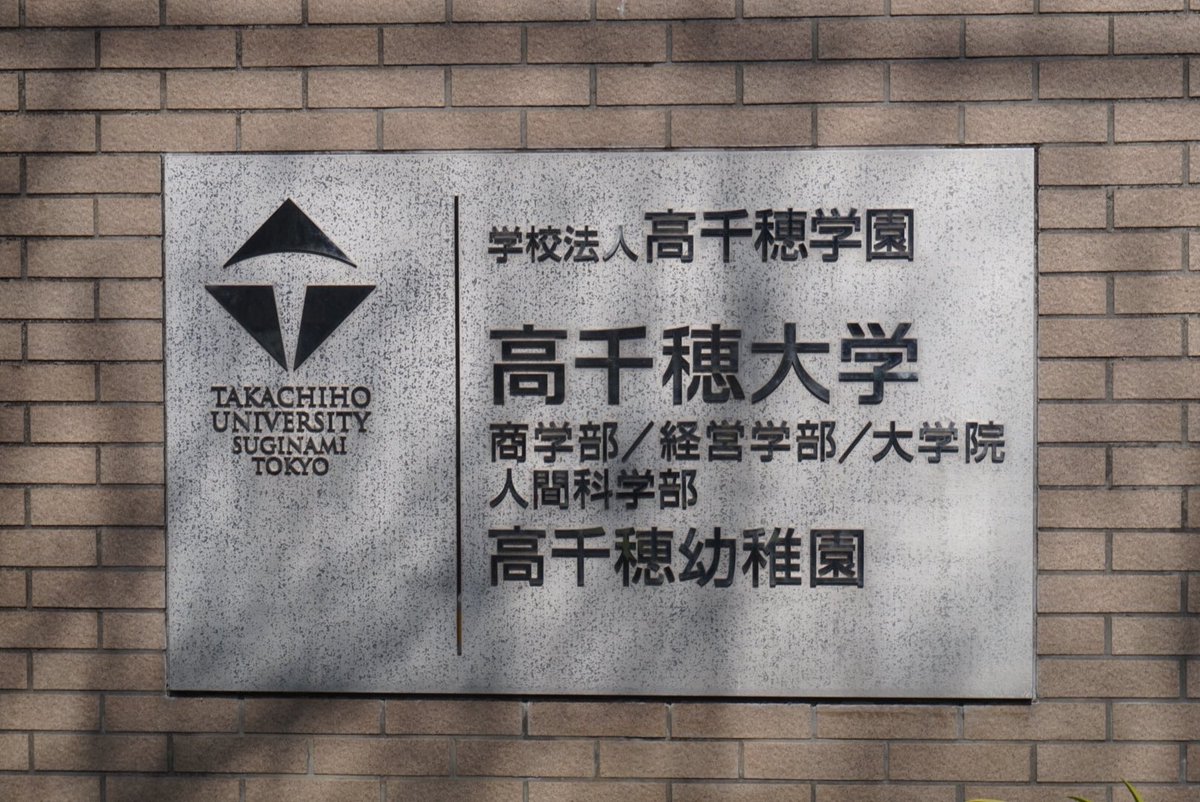 TAKACHIHO
UNIVERSITY
SUGINAMI
TOKYO
学校法人高千穂学園
高千穂大学
商学部／経営学部／大学院
人間科学部
高千穂幼稚園